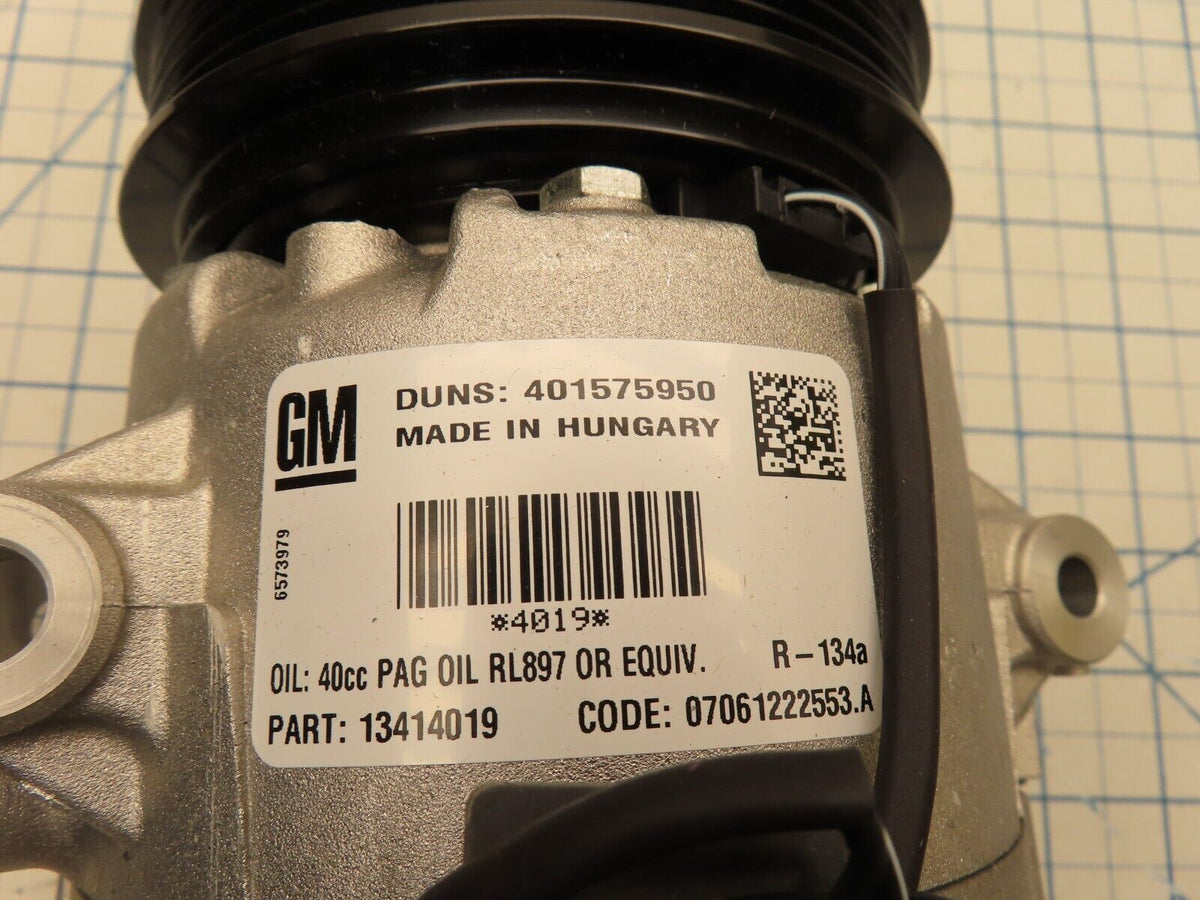 GM
DUNS: 401575950
MADE IN HUNGARY
6573979
*4019*
OIL: 40cc PAG OIL RL897 OR EQUIV.
R-134a
PART: 13414019
CODE: 07061222553.A